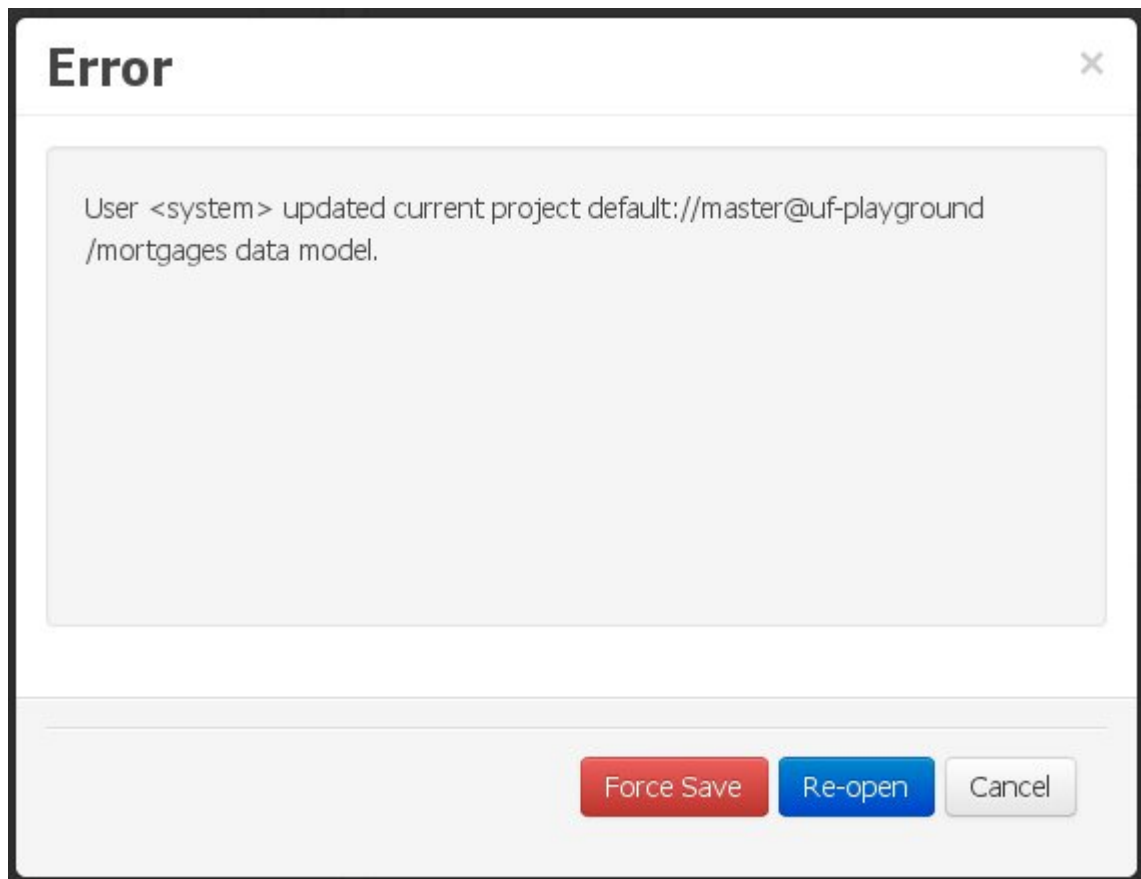 Error
×
User <system> updated current project default://master@uf-playground
/mortgages data model.
Force Save
Re-open
Cancel